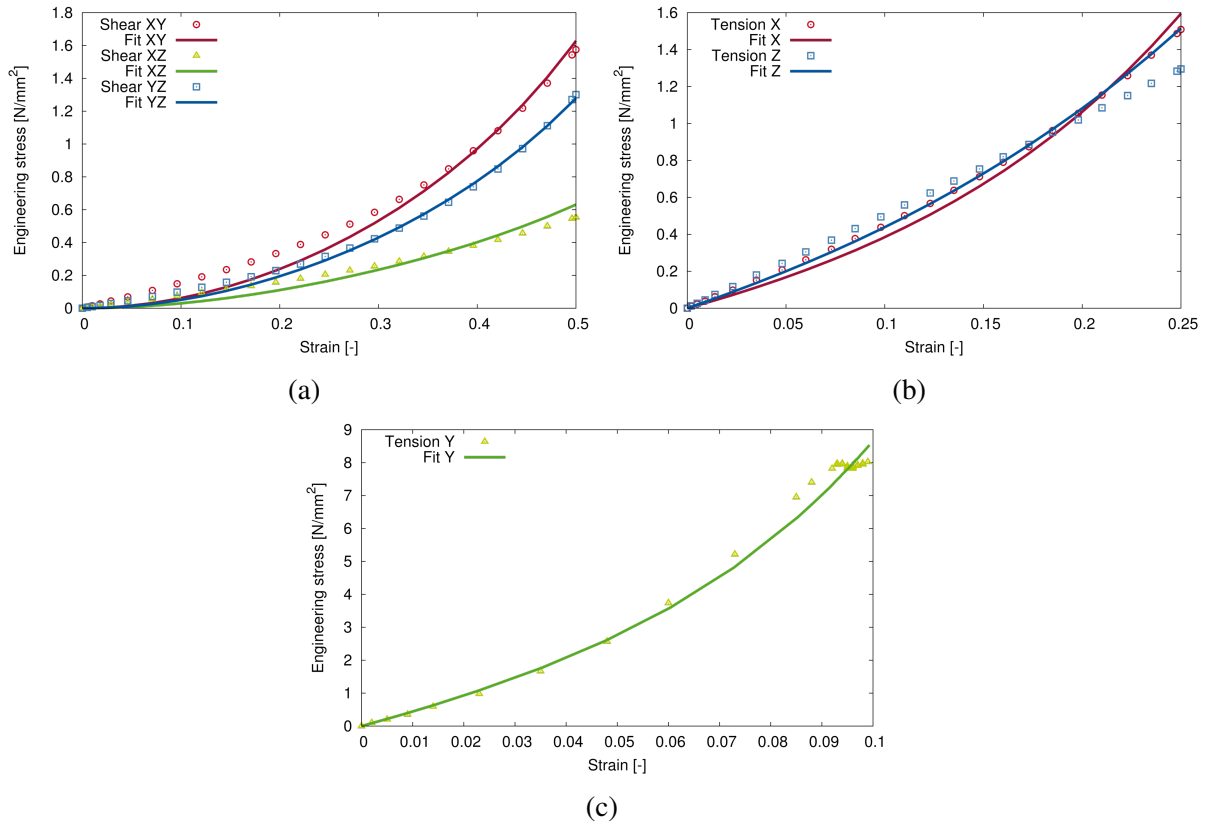 Shear XY
Fit XY
Shear XZ
Fit XZ
Shear YZ
Fit YZ
Engineering stress [N/mm²]
1.8
1.6
1.4
1.2
1
0.8
0.6
0.4
0.2
0
0 0.1 0.2 0.3 0.4 0.5
Strain [-]
(a)
Tension X
Fit X
Tension Z
Fit Z
Engineering stress [N/mm²]
1.6
1.4
1.2
1
0.8
0.6
0.4
0.2
0
0 0.05 0.1 0.15 0.2 0.25
Strain [-]
(b)
Tension Y
Fit Y
Engineering stress [N/mm²]
9
8
7
6
5
4
3
2
1
0
0 0.01 0.02 0.03 0.04 0.05 0.06 0.07 0.08 0.09 0.1
Strain [-]
(c)